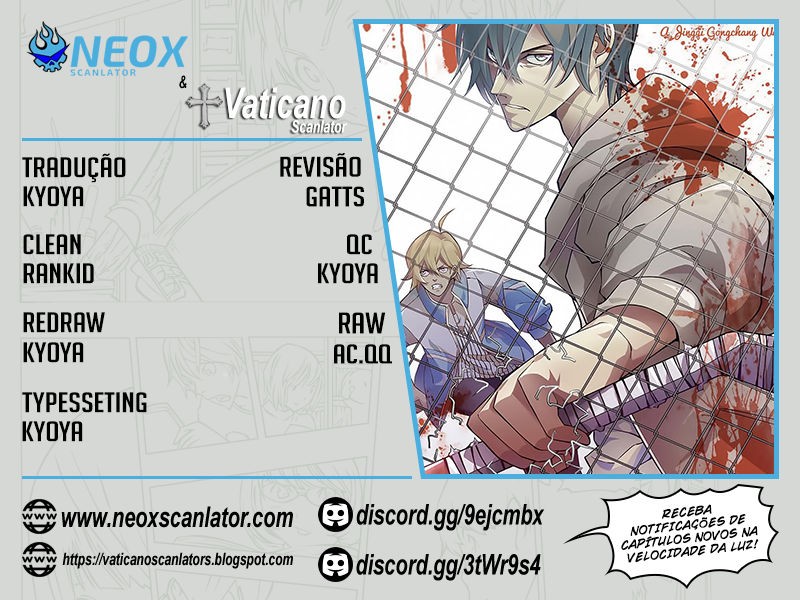 NEOX
SCANLATOR
&
Vaticano
Scanlator
TRADUÇÃO
KYOYA
REVISÃO
GATTS
CLEAN
RANKID
QC
KYOYA
REDRAW
KYOYA
RAW
AC.QQ
TYPESSETING
KYOYA
www.neoxscanlator.com
https://vaticanoscanlators.blogspot.com
discord.gg/9ejcmbx
discord.gg/3tWr9s4
RECEBA
NOTIFICAÇÕES DE
CAPÍTULOS NOVOS NA
VELOCIDADE DA LUZ!